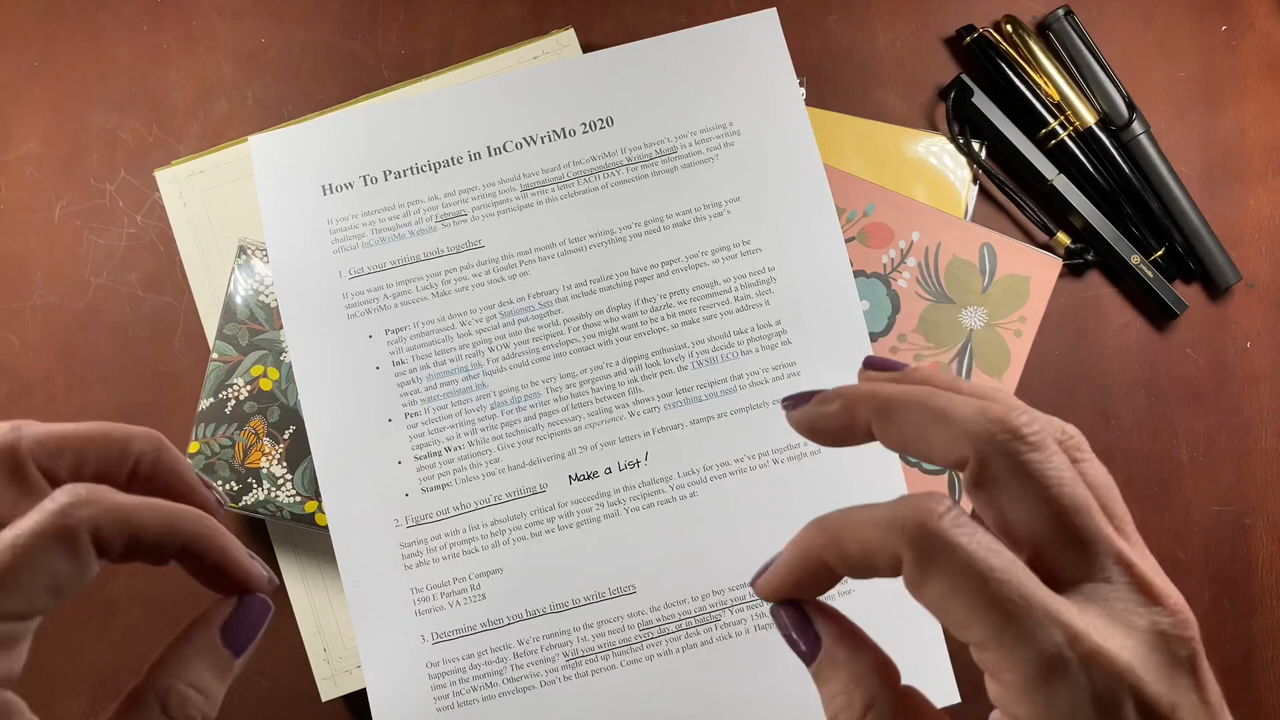 How To Participate in InCoWriMo 2020
If you're interested in pens, ink, and paper, you should have heard of InCoWriMo! If you haven't, you're missing a
fantastic way to use all of your favorite writing tools. International Correspondence Writing Month is a letter-writing
challenge. Throughout all of February, participants will write a letter EACH DAY. For more information, read the
official InCoWriMo Website. So how do you participate in this celebration of connection through stationery?
1. Get your writing tools together
If you want to impress your pen pals during this mad month of letter writing, you're going to want to bring your
stationery A-game. Lucky for you, we at Goulet Pens have (almost) everything you need to make this year's
InCoWriMo a success. Make sure you stock up on:
• Paper: If you sit down to your desk on February 1st and realize you have no paper, you're going to be
really embarrassed. We've got Stationery Sets that include matching paper and envelopes, so your letters
will automatically look special and put-together.
• Ink: These letters are going out into the world, possibly on display if they're pretty enough, so you need to
use an ink that will really WOW your recipient. For those who want to dazzle, we recommend a blindingly
sparkly shimmering ink. For addressing envelopes, you might want to be a bit more reserved. Rain, sleet,
sweat, and many other liquids could come into contact with your envelope, so make sure you address it
with water-resistant ink.
• Pen: If your letters aren't going to be very long, or you're a dipping enthusiast, you should take a look at
our selection of lovely glass dip pens. They are gorgeous and will look lovely if you decide to photograph
your letter-writing setup. For the writer who hates having to ink their pen, the TWSBI ECO has a huge ink
capacity, so it will write pages and pages of letters between fills.
• Sealing Wax: While not technically necessary, sealing wax shows your letter recipient that you're serious
about your stationery. Give your recipients an experience. We carry everything you need to shock and awe
your pen pals this year.
• Stamps: Unless you're hand-delivering all 29 of your letters in February, stamps are completely
2. Figure out who you're writing to Make a List!
Starting out with a list is absolutely critical for succeeding in this challenge. Lucky for you, we've put together a
handy list of prompts to help you come up with your 29 lucky recipients. You could even write to us! We might not
be able to write back to all of you, but we love getting mail. You can reach us at:
The Goulet Pen Company
1590 E Parham Rd
Henrico, VA 23228
3. Determine when you have time to write letters
Our lives can get hectic. We're running to the grocery store, the doctor, to go buy
happening day-to-day. Before February 1st, you need to plan when you can write your
time in the morning? The evening? Will you write one every day, or in batches? You need
your InCoWriMo. Otherwise, you might end up hunched over your desk on February 15th, four-
word letters into envelopes. Don't be that person. Come up with a plan and stick to it.